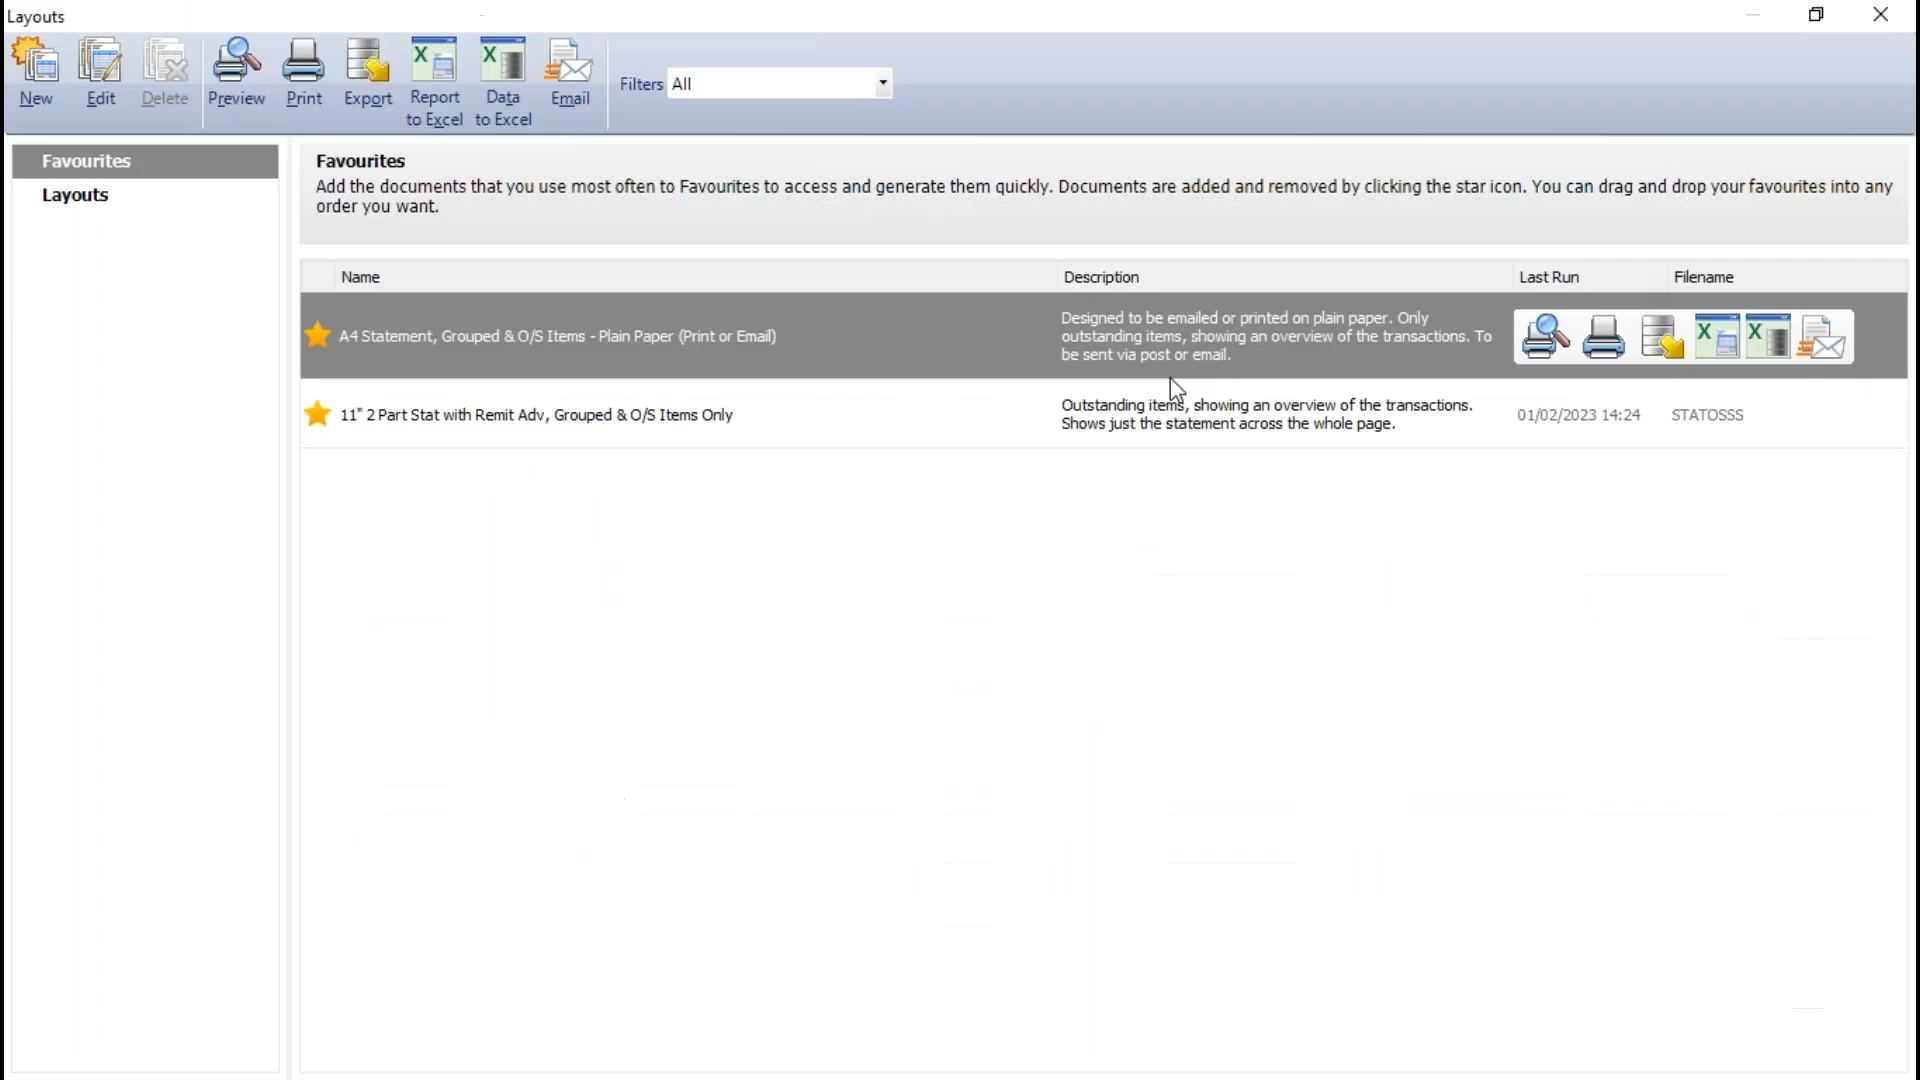 Layouts
New
Edit
Delete
Preview
Print
Export
Report
to Excel
Data
to Excel
Email
Filters
All
Favourites
Layouts
Favourites
Add the documents that you use most often to Favourites to access and generate them quickly. Documents are added and removed by clicking the star icon. You can drag and drop your favourites into any
order you want.
Name
Description
Last Run
Filename
A4 Statement, Grouped & O/S Items - Plain Paper (Print or Email)
Designed to be emailed or printed on plain paper. Only
outstanding items, showing an overview of the transactions. To
be sent via post or email.
11" 2 Part Stat with Remit Adv, Grouped & O/S Items Only
Outstanding items, showing an overview of the transactions.
Shows just the statement across the whole page.
01/02/2023 14:24
STATOSSS